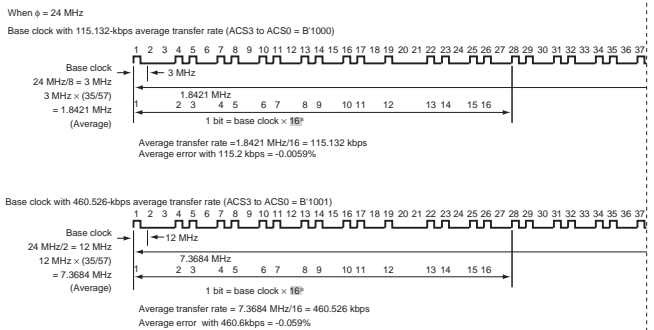 When ϕ = 24 MHz
Base clock with 115.132-kbps average transfer rate (ACS3 to ACS0 = B'1000)
1 2 3 4 5 6 7 8 9 10 11 12 13 14 15 16 17 18 19 20 21 22 23 24 25 26 27 28 29 30 31 32 33 34 35 36 37
Base clock
24 MHz/8 = 3 MHz
3 MHz
3 MHz × (35/57)
= 1.8421 MHz
(Average)
1.8421 MHz
1 2 3 4 5 6 7 8 9 10 11 12 13 14 15 16
1 bit = base clock × 16*
Average transfer rate =1.8421 MHz/16 = 115.132 kbps
Average error with 115.2 kbps = -0.0059%
Base clock with 460.526-kbps average transfer rate (ACS3 to ACS0 = B'1001)
1 2 3 4 5 6 7 8 9 10 11 12 13 14 15 16 17 18 19 20 21 22 23 24 25 26 27 28 29 30 31 32 33 34 35 36 37
Base clock
24 MHz/2 = 12 MHz
12 MHz
12 MHz × (35/57)
= 7.3684 MHz
(Average)
7.3684 MHz
1 2 3 4 5 6 7 8 9 10 11 12 13 14 15 16
1 bit = base clock × 16*
Average transfer rate = 7.3684 MHz/16 = 460.526 kbps
Average error with 460.6kbps = -0.059%